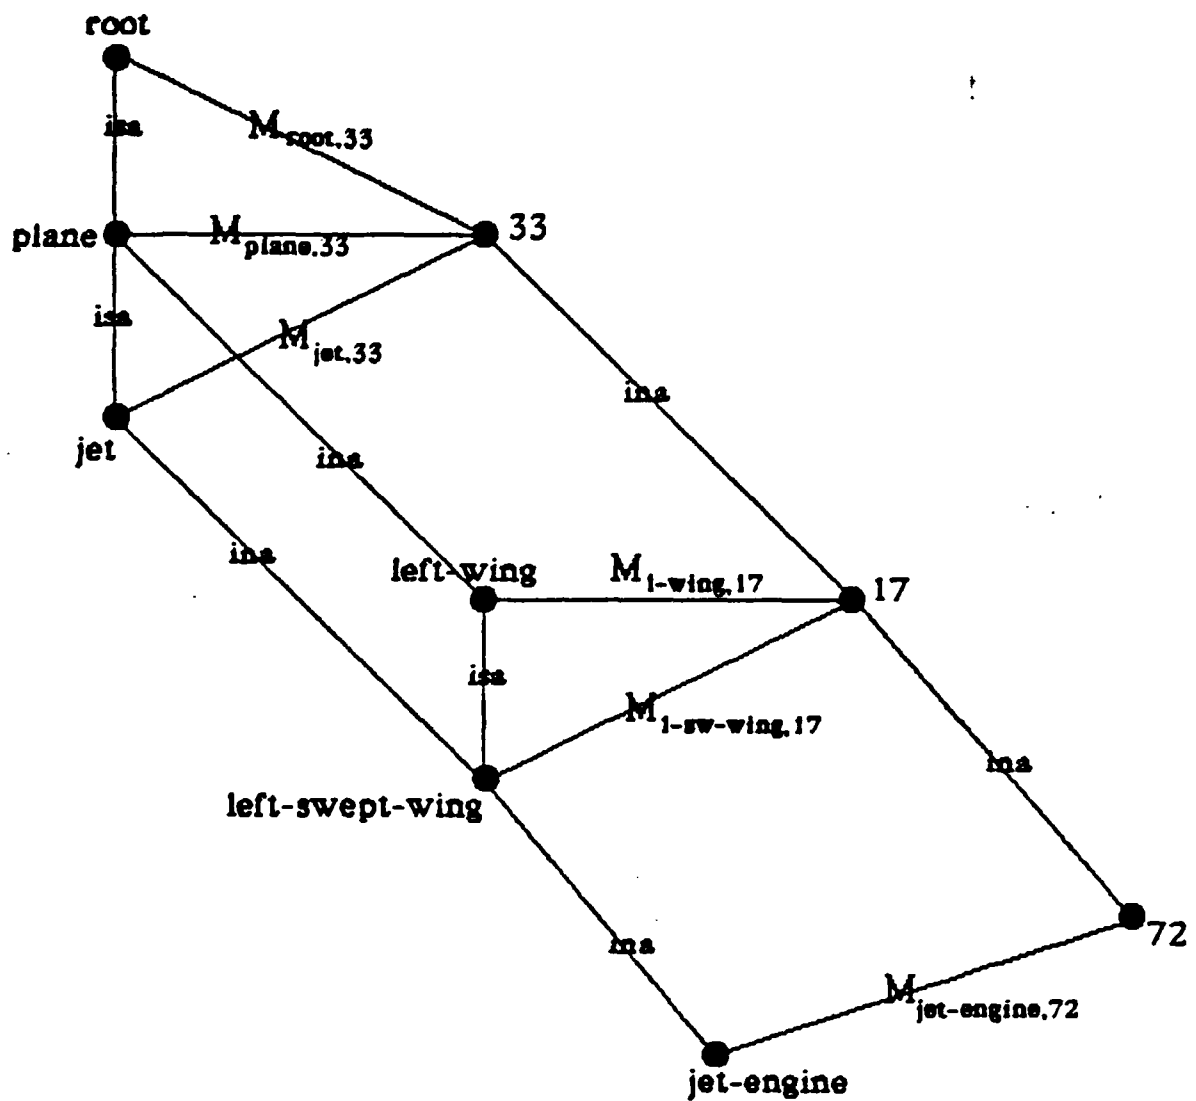 root
isa
M root,33
plane
M plane,33
33
isa
M jet,33
jet
ina
ina
ina
left-wing
M l-wing,17
17
isa
M l-sw-wing,17
left-swept-wing
ina
ina
72
M jet-engine,72
jet-engine